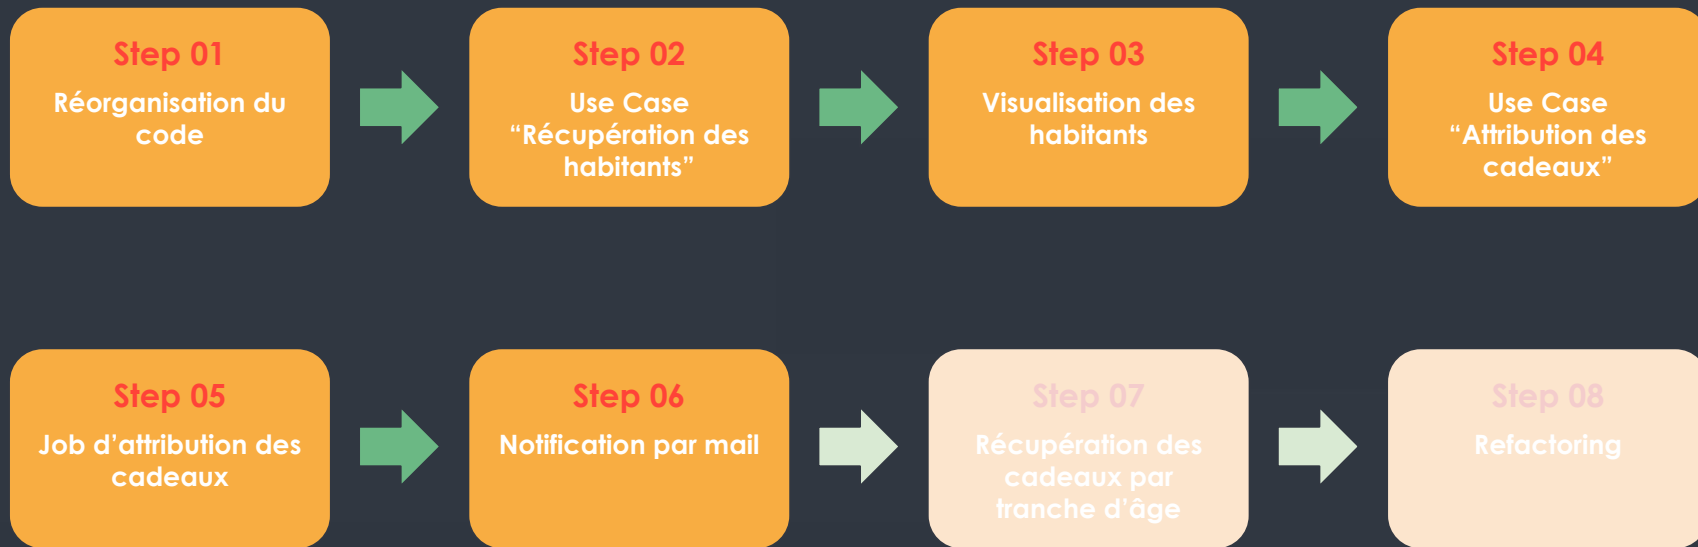 Step 01
Réorganisation du
code
Step 02
Use Case
“Récupération des
habitants”
Step 03
Visualisation des
habitants
Step 04
Use Case
“Attribution des
cadeaux”
Step 05
Job d’attribution des
cadeaux
Step 06
Notification par mail
Step 07
Récupération des
cadeaux par
tranche d’âge
Step 08
Refactoring